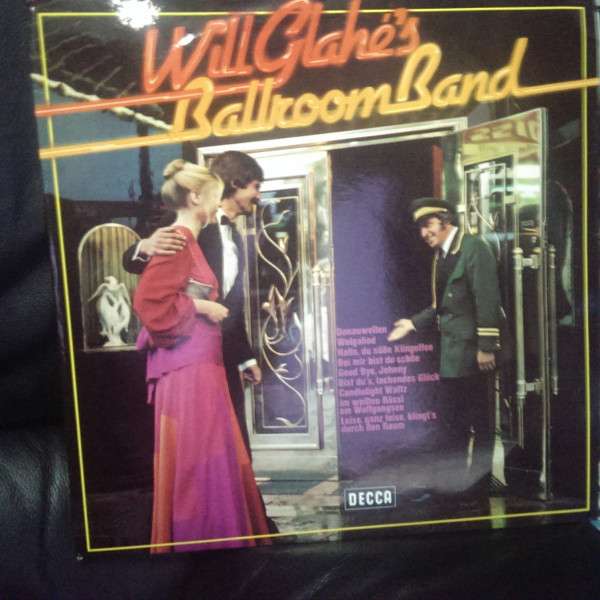 Will Glahé's
Ballroom Band
Donauwellen
Wolgalied
Hallo, du süße Klingelfee
Bei mir bist du schön
Good Bye, Johnny
Bist du's, lachendes Glück
Candlelight Waltz
Im weißen Rössl
am Wolfgangsee
Leise, ganz leise, klingt's
durch den Raum
DECCA